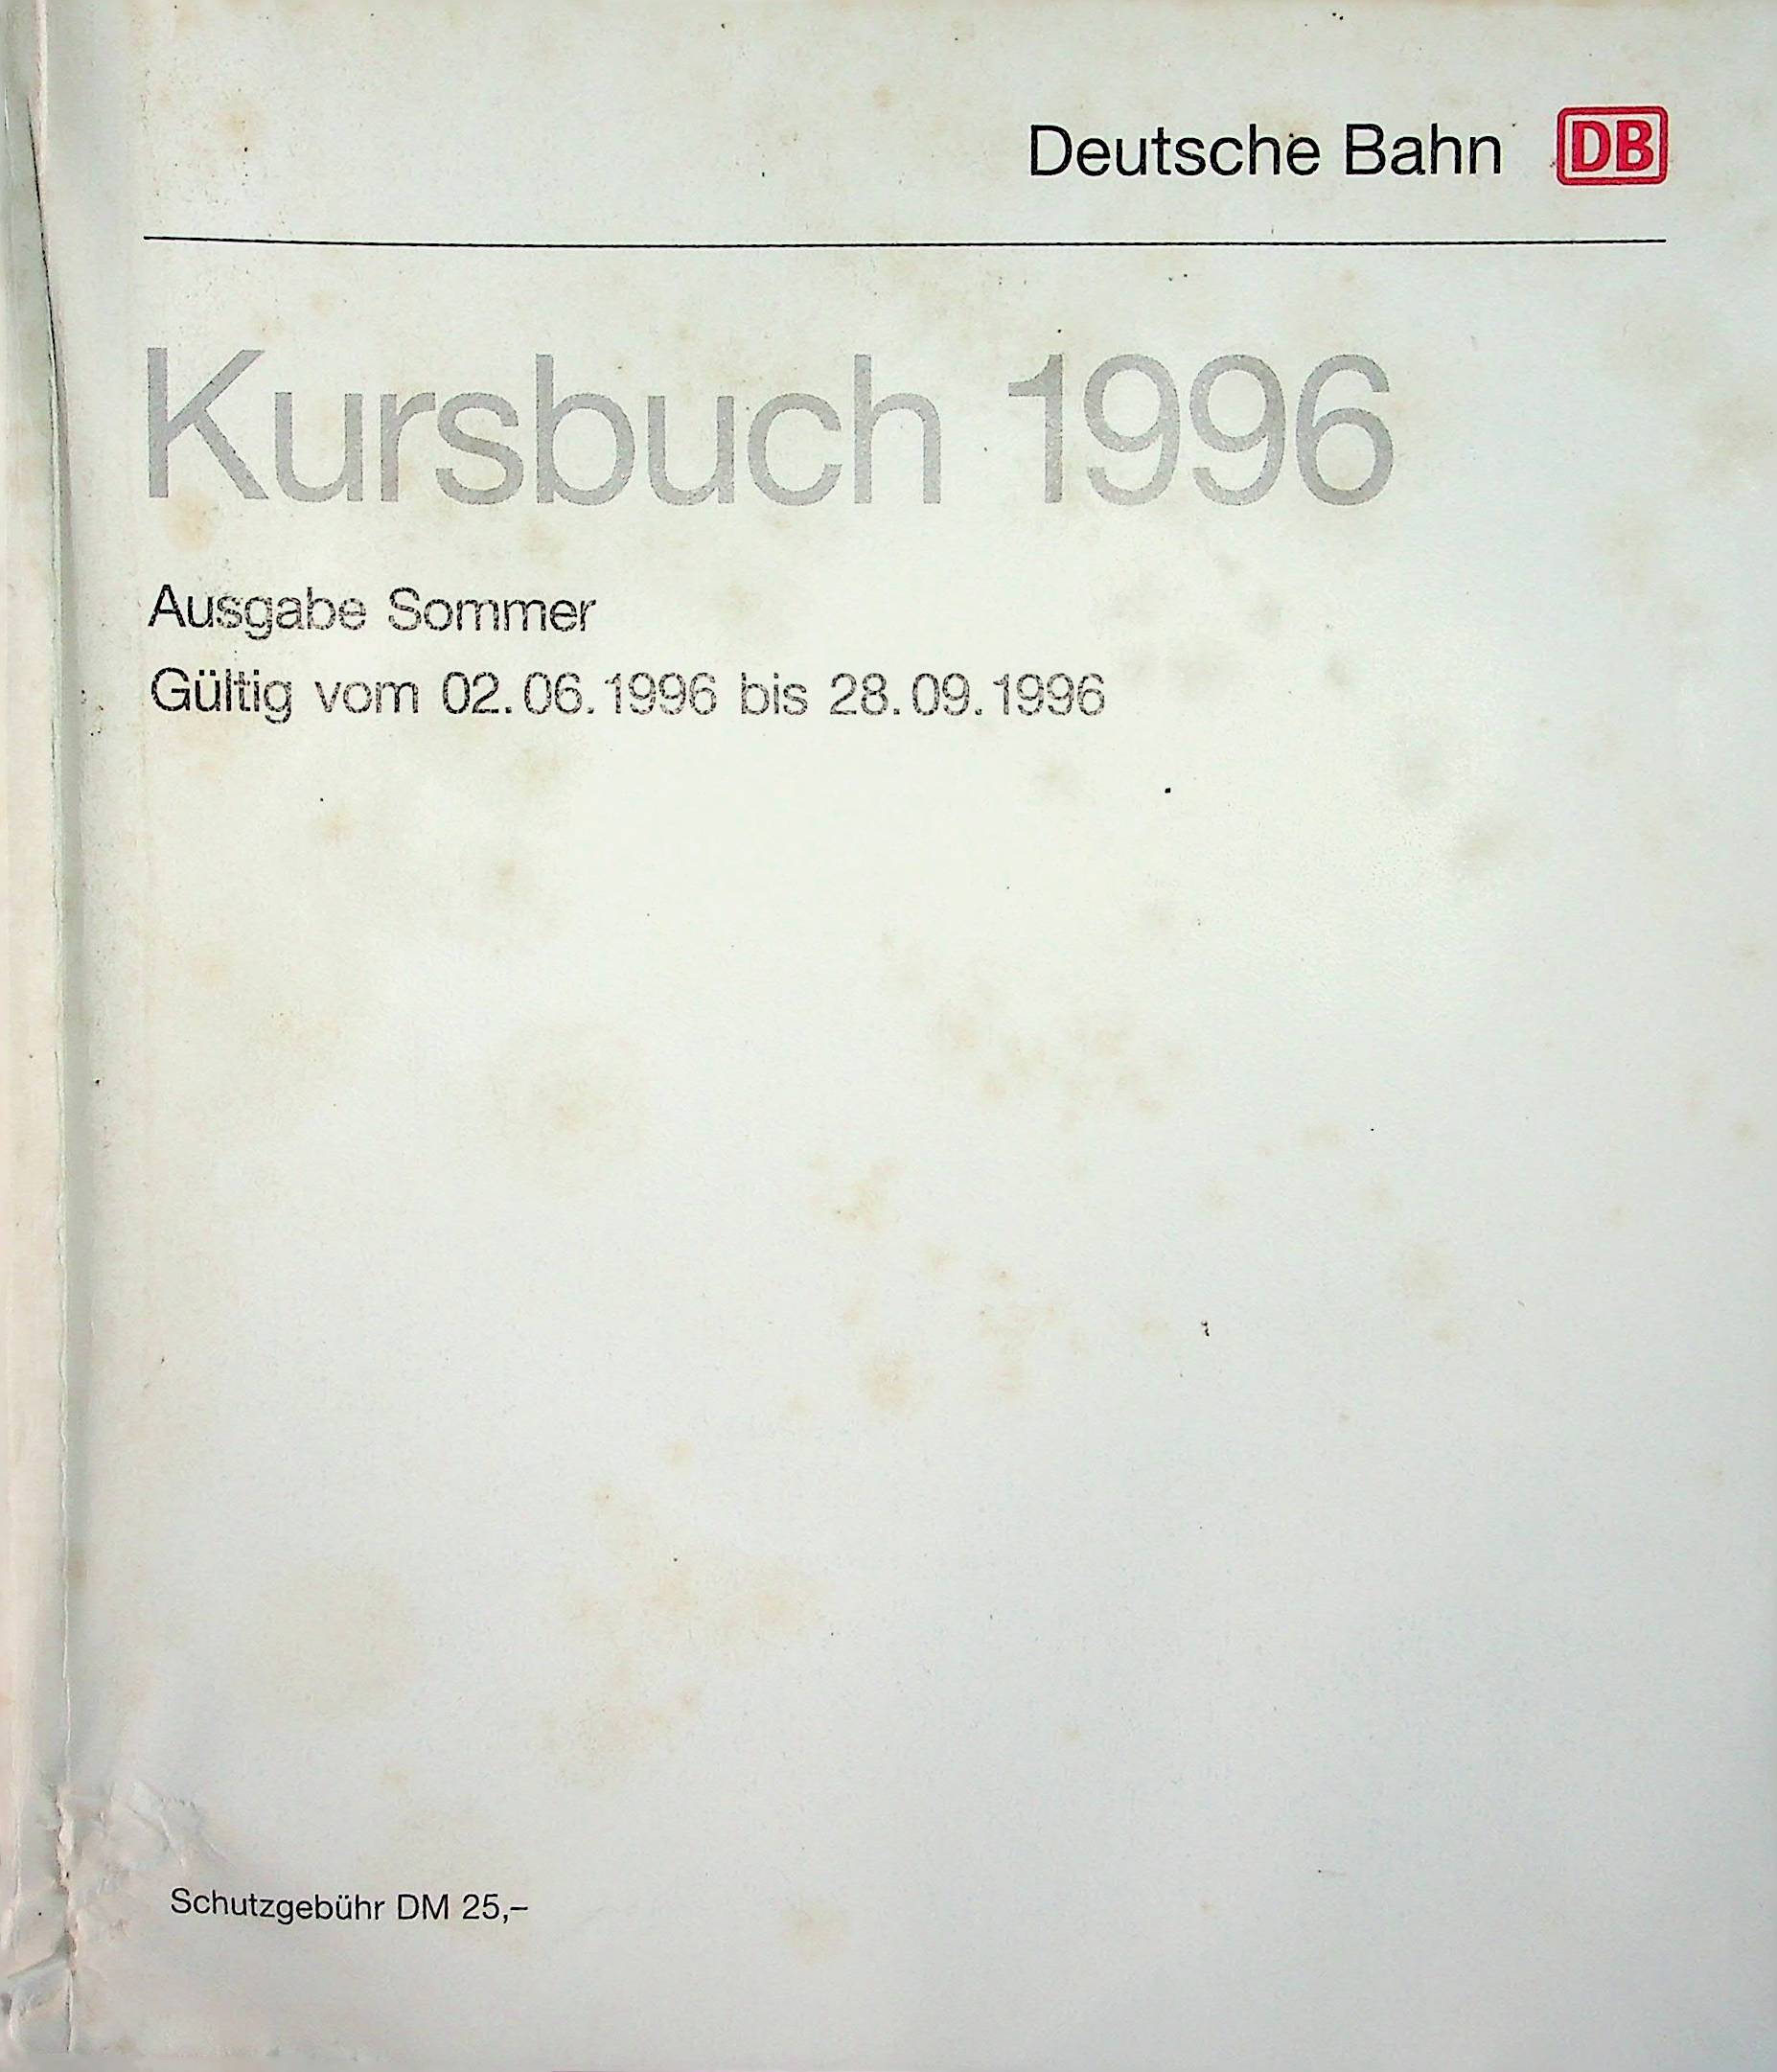 Deutsche Bahn DB
Kursbuch 1996
Ausgabe Sommer
Gültig vom 02.06.1996 bis 28.09.1996
Schutzgebühr DM 25,–